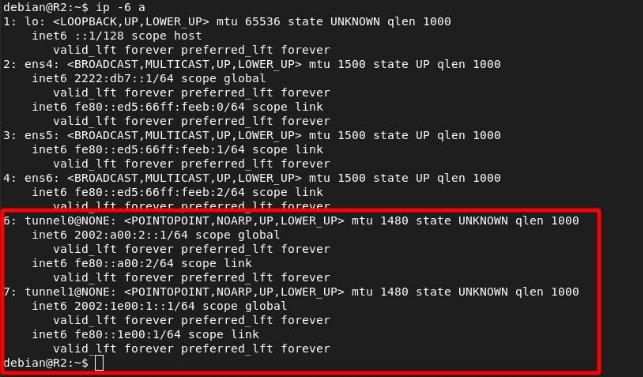 debian@R2:~$ ip -6 a
1: lo: <LOOPBACK,UP,LOWER_UP> mtu 65536 state UNKNOWN qlen 1000
    inet6 ::1/128 scope host
       valid_lft forever preferred_lft forever
2: ens4: <BROADCAST,MULTICAST,UP,LOWER_UP> mtu 1500 state UP qlen 1000
    inet6 2222:db7::1/64 scope global
       valid_lft forever preferred_lft forever
    inet6 fe80::ed5:66ff:feeb:0/64 scope link
       valid_lft forever preferred_lft forever
3: ens5: <BROADCAST,MULTICAST,UP,LOWER_UP> mtu 1500 state UP qlen 1000
    inet6 fe80::ed5:66ff:feeb:1/64 scope link
       valid_lft forever preferred_lft forever
4: ens6: <BROADCAST,MULTICAST,UP,LOWER_UP> mtu 1500 state UP qlen 1000
    inet6 fe80::ed5:66ff:feeb:2/64 scope link
       valid_lft forever preferred_lft forever
6: tunnel0@NONE: <POINTOPOINT,NOARP,UP,LOWER_UP> mtu 1480 state UNKNOWN qlen 1000
    inet6 2002:a00:2::1/64 scope global
       valid_lft forever preferred_lft forever
    inet6 fe80::a00:2/64 scope link
       valid_lft forever preferred_lft forever
7: tunnel1@NONE: <POINTOPOINT,NOARP,UP,LOWER_UP> mtu 1480 state UNKNOWN qlen 1000
    inet6 2002:1e00:1::1/64 scope global
       valid_lft forever preferred_lft forever
    inet6 fe80::1e00:1/64 scope link
       valid_lft forever preferred_lft forever
debian@R2:~$